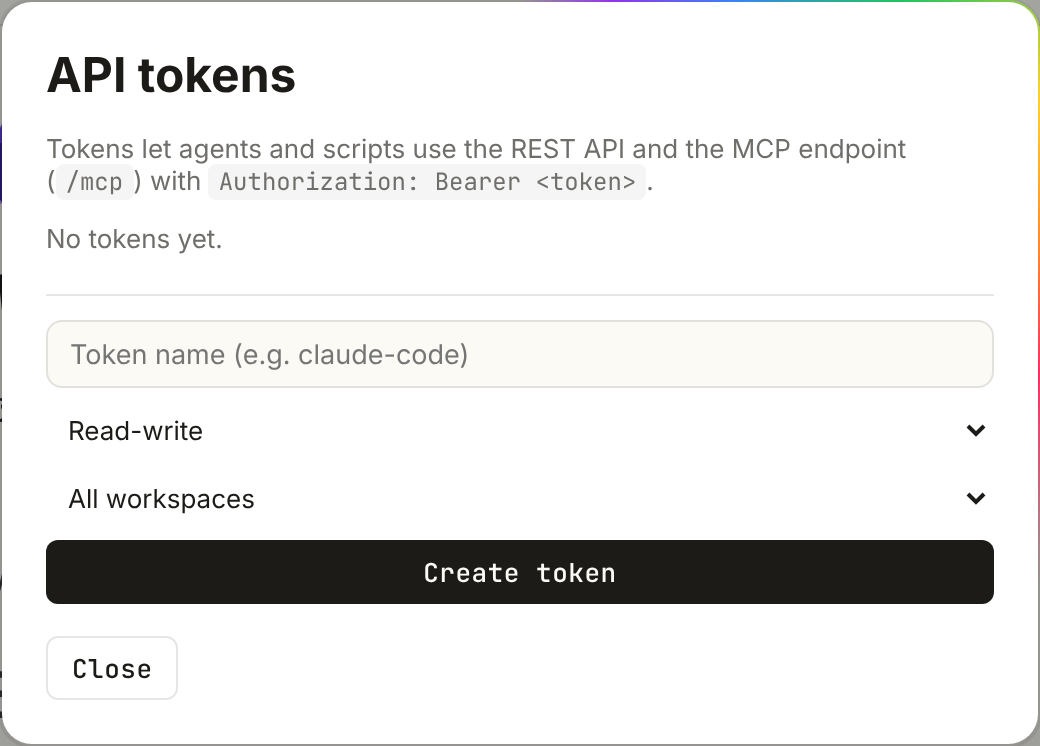 API tokens
Tokens let agents and scripts use the REST API and the MCP endpoint
(/mcp) with Authorization: Bearer <token>.
No tokens yet.
Token name (e.g. claude-code)
Read-write
All workspaces
Create token
Close